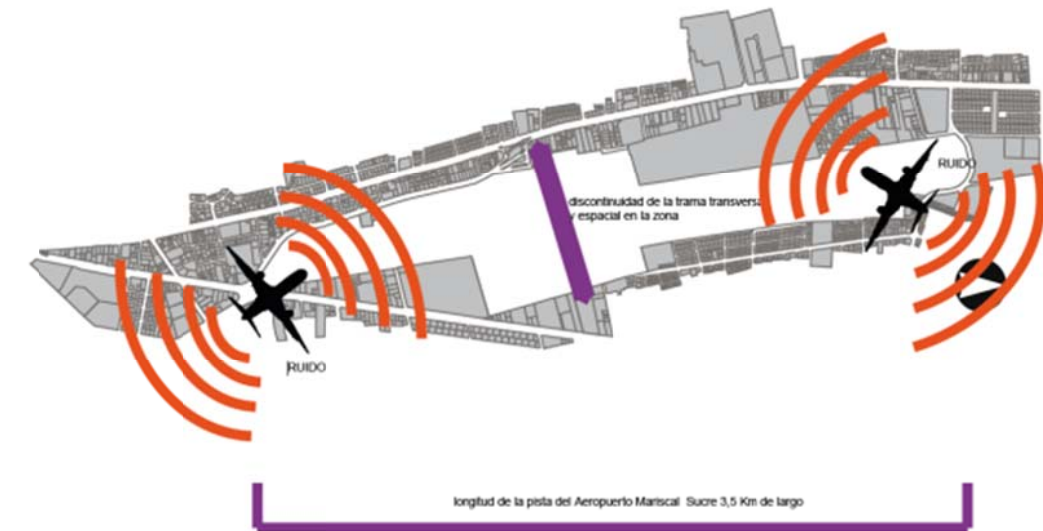 RUIDO
discontinuidad de la trama transversa
y espacial en la zona
RUIDO
longitud de la pista del Aeropuerto Mariscal Sucre 3,5 Km de largo